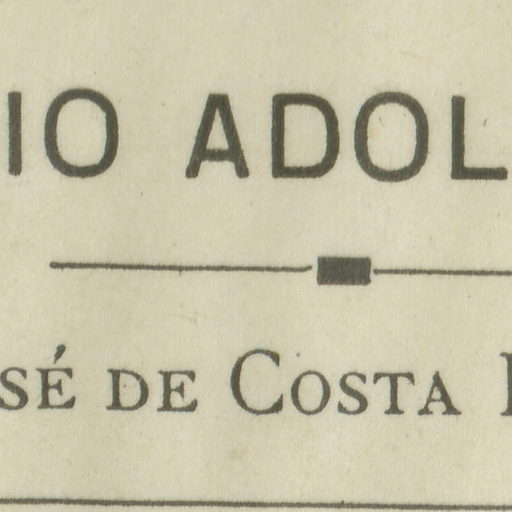 IO ADOL
SÉ DE COSTA